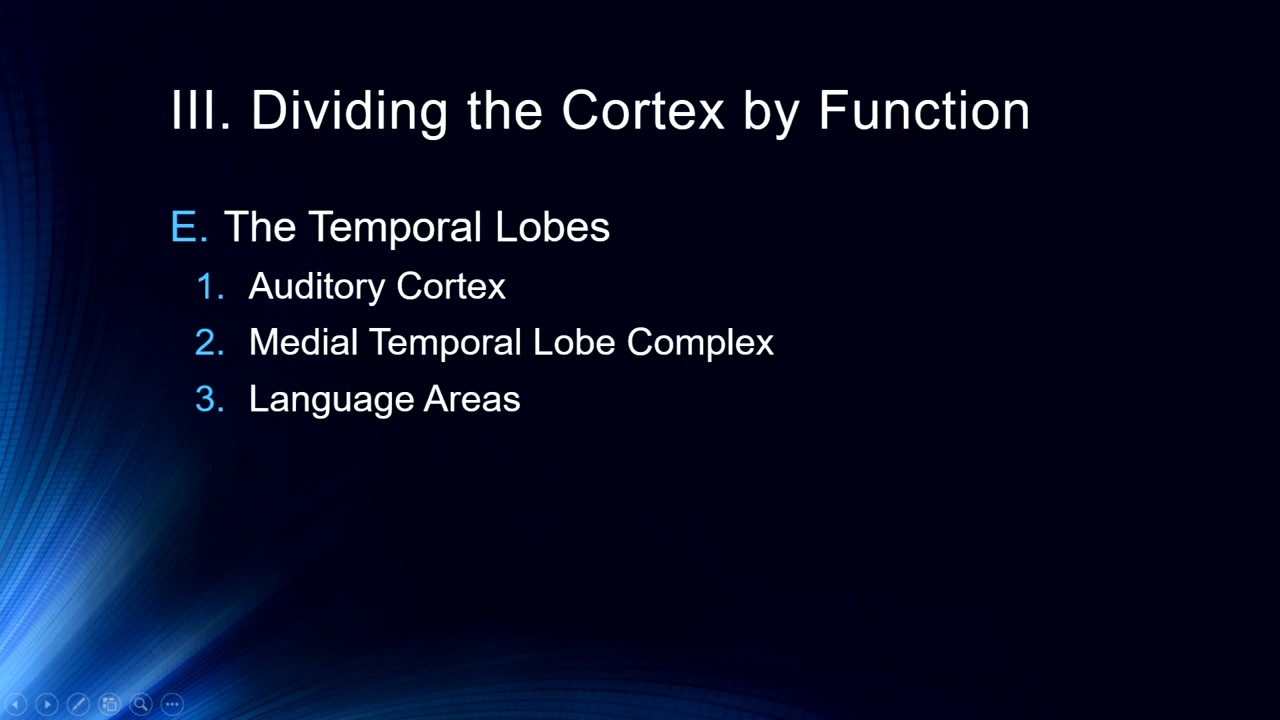 III. Dividing the Cortex by Function
E. The Temporal Lobes
1. Auditory Cortex
2. Medial Temporal Lobe Complex
3. Language Areas